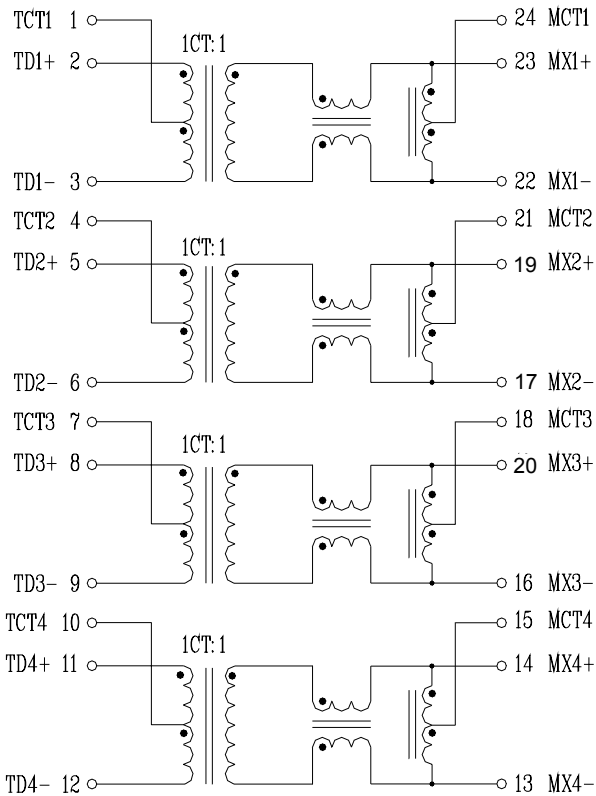 TCT1 1 24 MCT1
1CT:1
TD1+ 2 23 MX1+
TD1- 3 22 MX1-
TCT2 4 21 MCT2
1CT:1
TD2+ 5 19 MX2+
TD2- 6 17 MX2-
TCT3 7 18 MCT3
1CT:1
TD3+ 8 20 MX3+
TD3- 9 16 MX3-
TCT4 10 15 MCT4
1CT:1
TD4+ 11 14 MX4+
TD4- 12 13 MX4-